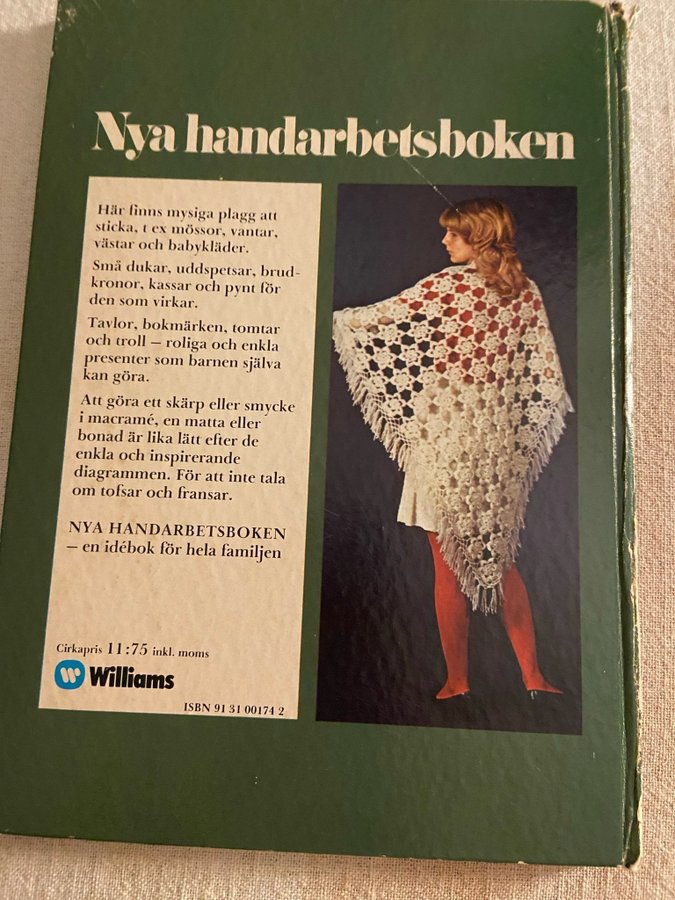 Nya handarbetsboken
Här finns mysiga plagg att
sticka, t ex mössor, vantar,
västar och babykläder.
Små dukar, uddspetsar, brud-
kronor, kassar och pynt för
den som virkar.
Tavlor, bokmärken, tomtar
och troll – roliga och enkla
presenter som barnen själva
kan göra.
Att göra ett skärp eller smycke
i macramé, en matta eller
bonad är lika lätt efter de
enkla och inspirerande
diagrammen. För att inte tala
om tofsar och fransar.
NYA HANDARBETSBOKEN
– en idébok för hela familjen
Cirkapris 11:75 inkl. moms
Williams
ISBN 91 31 00174 2